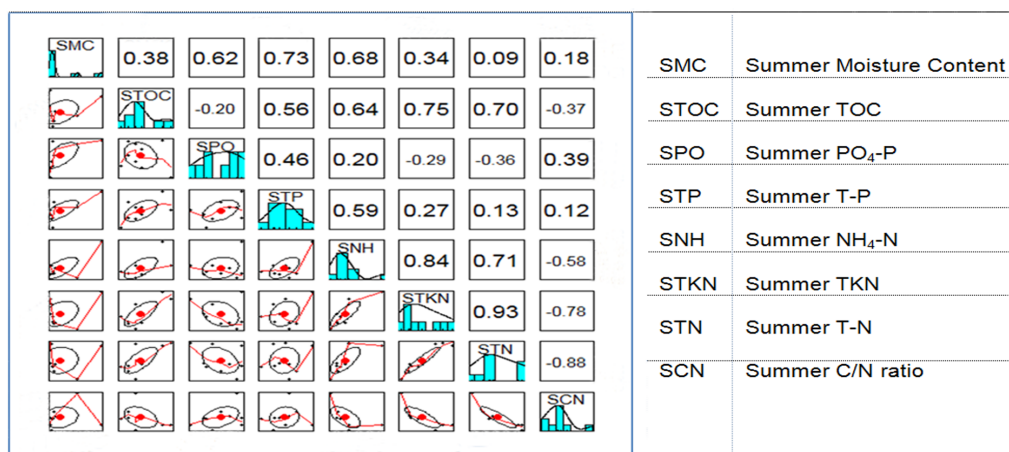 SMC 0.38 0.62 0.73 0.68 0.34 0.09 0.18
STOC -0.20 0.56 0.64 0.75 0.70 -0.37
SPO 0.46 0.20 -0.29 -0.36 0.39
STP 0.59 0.27 0.13 0.12
SNH 0.84 0.71 -0.58
STKN 0.93 -0.78
STN -0.88
SCN
SMC Summer Moisture Content
STOC Summer TOC
SPO Summer PO₄-P
STP Summer T-P
SNH Summer NH₄-N
STKN Summer TKN
STN Summer T-N
SCN Summer C/N ratio